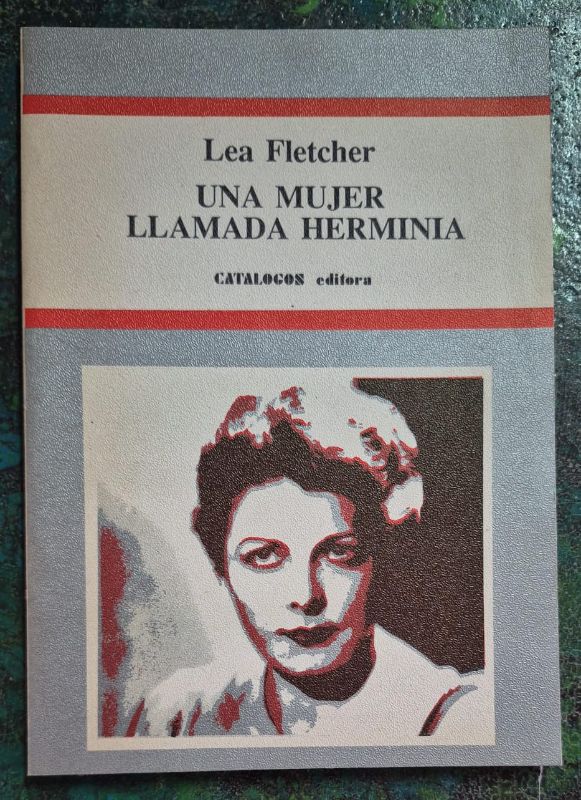 Lea Fletcher
UNA MUJER
LLAMADA HERMINIA
CATALOGOS editora